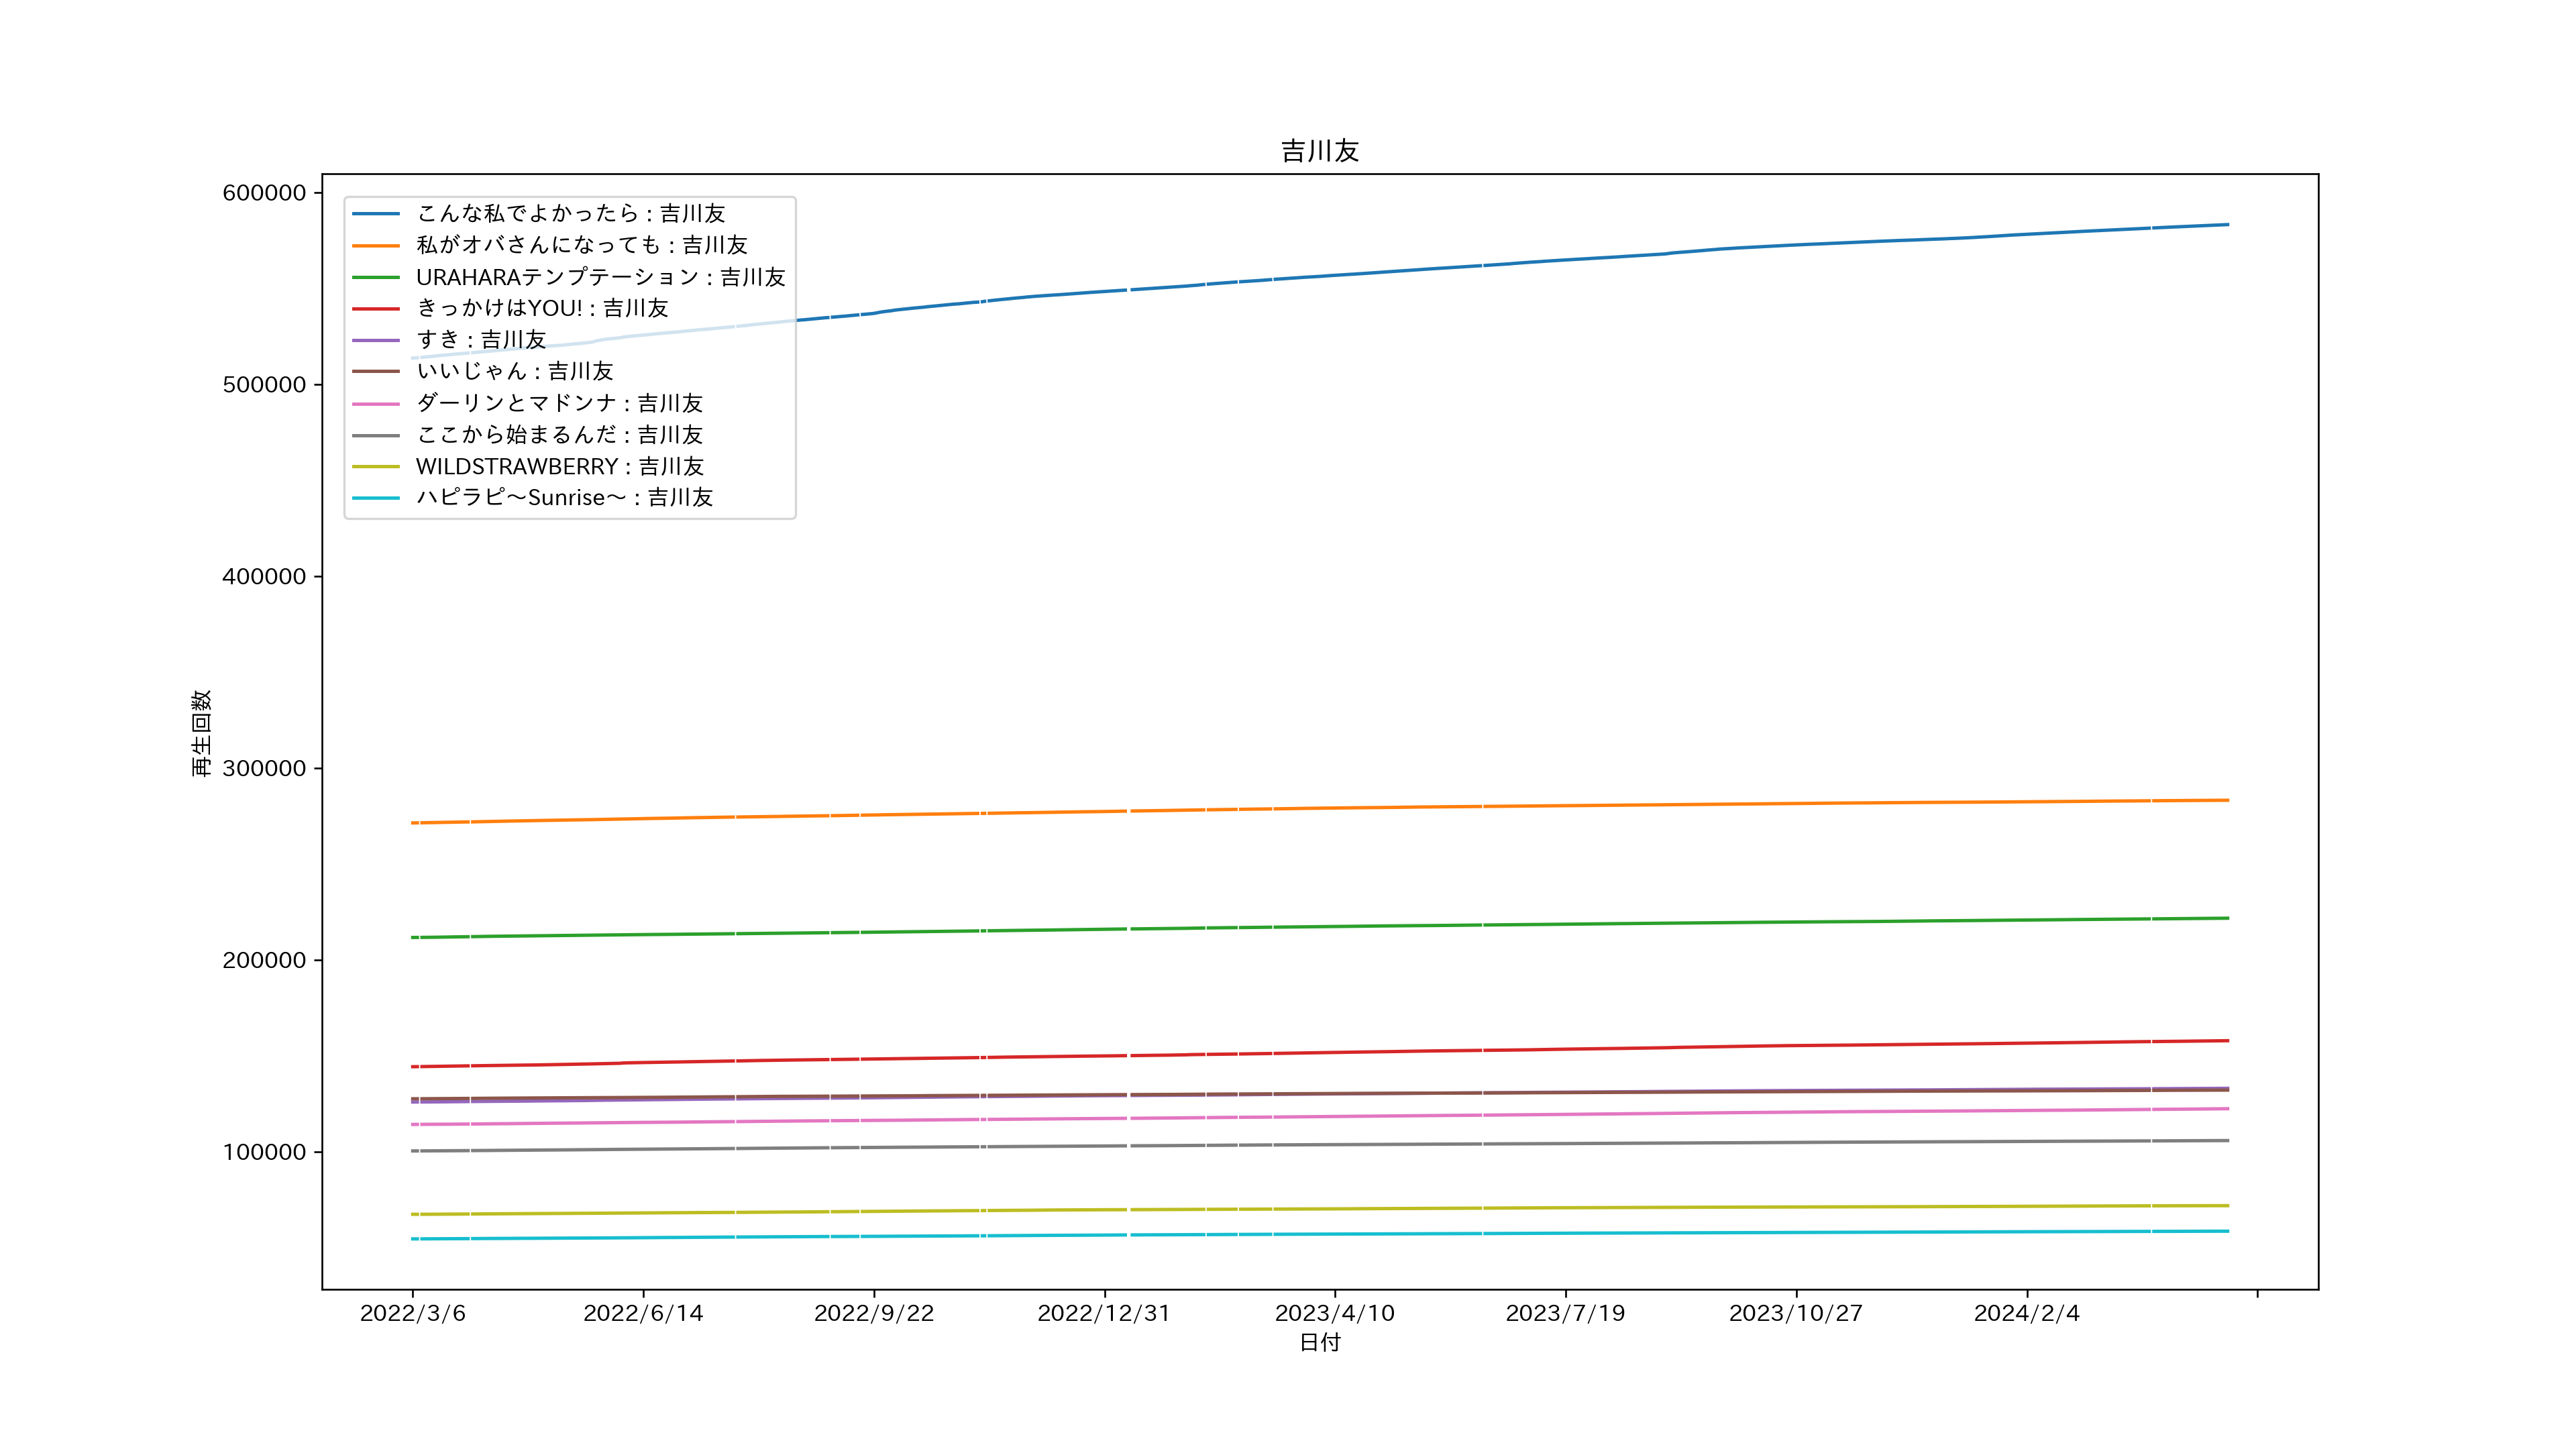 吉川友
600000
500000
400000
300000
200000
100000
再生回数
こんな私でよかったら : 吉川友
私がオバさんになっても : 吉川友
URAHARAテンプテーション : 吉川友
きっかけはYOU! : 吉川友
すき : 吉川友
いいじゃん : 吉川友
ダーリンとマドンナ : 吉川友
ここから始まるんだ : 吉川友
WILDSTRAWBERRY : 吉川友
ハピラピ〜Sunrise〜 : 吉川友
2022/3/6 2022/6/14 2022/9/22 2022/12/31 2023/4/10 2023/7/19 2023/10/27 2024/2/4
日付